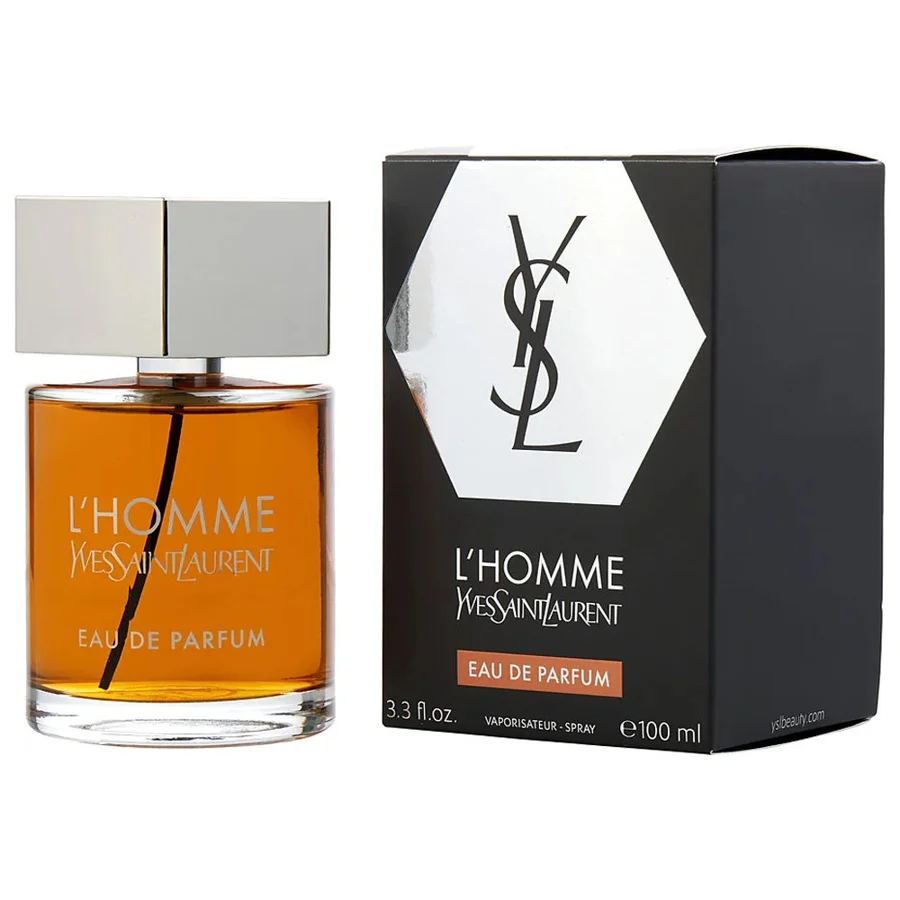 L'HOMME
YVESSAINTLAURENT
EAU DE PARFUM
YSL
L'HOMME
YVESSAINTLAURENT
EAU DE PARFUM
3.3 fl.oz.
VAPORISATEUR - SPRAY
℮100 ml
yslbeauty.com